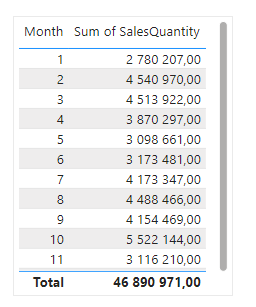 Month Sum of SalesQuantity
1 2 780 207,00
2 4 540 970,00
3 4 513 922,00
4 3 870 297,00
5 3 098 661,00
6 3 173 481,00
7 4 173 347,00
8 4 488 466,00
9 4 154 469,00
10 5 522 144,00
11 3 116 210,00
Total 46 890 971,00